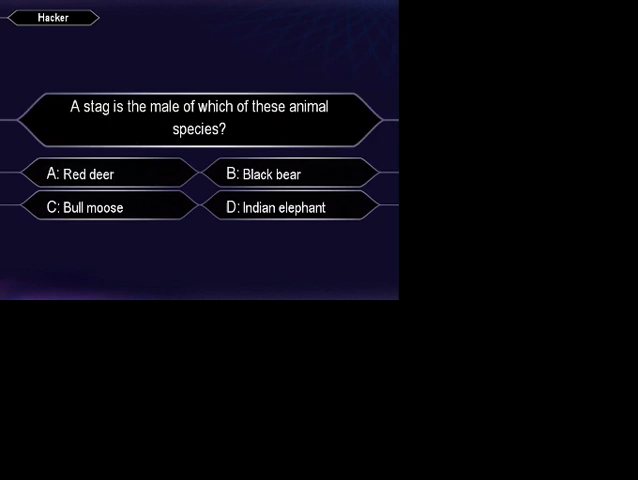 Hacker
A stag is the male of which of these animal
species?
A: Red deer
B: Black bear
C: Bull moose
D: Indian elephant